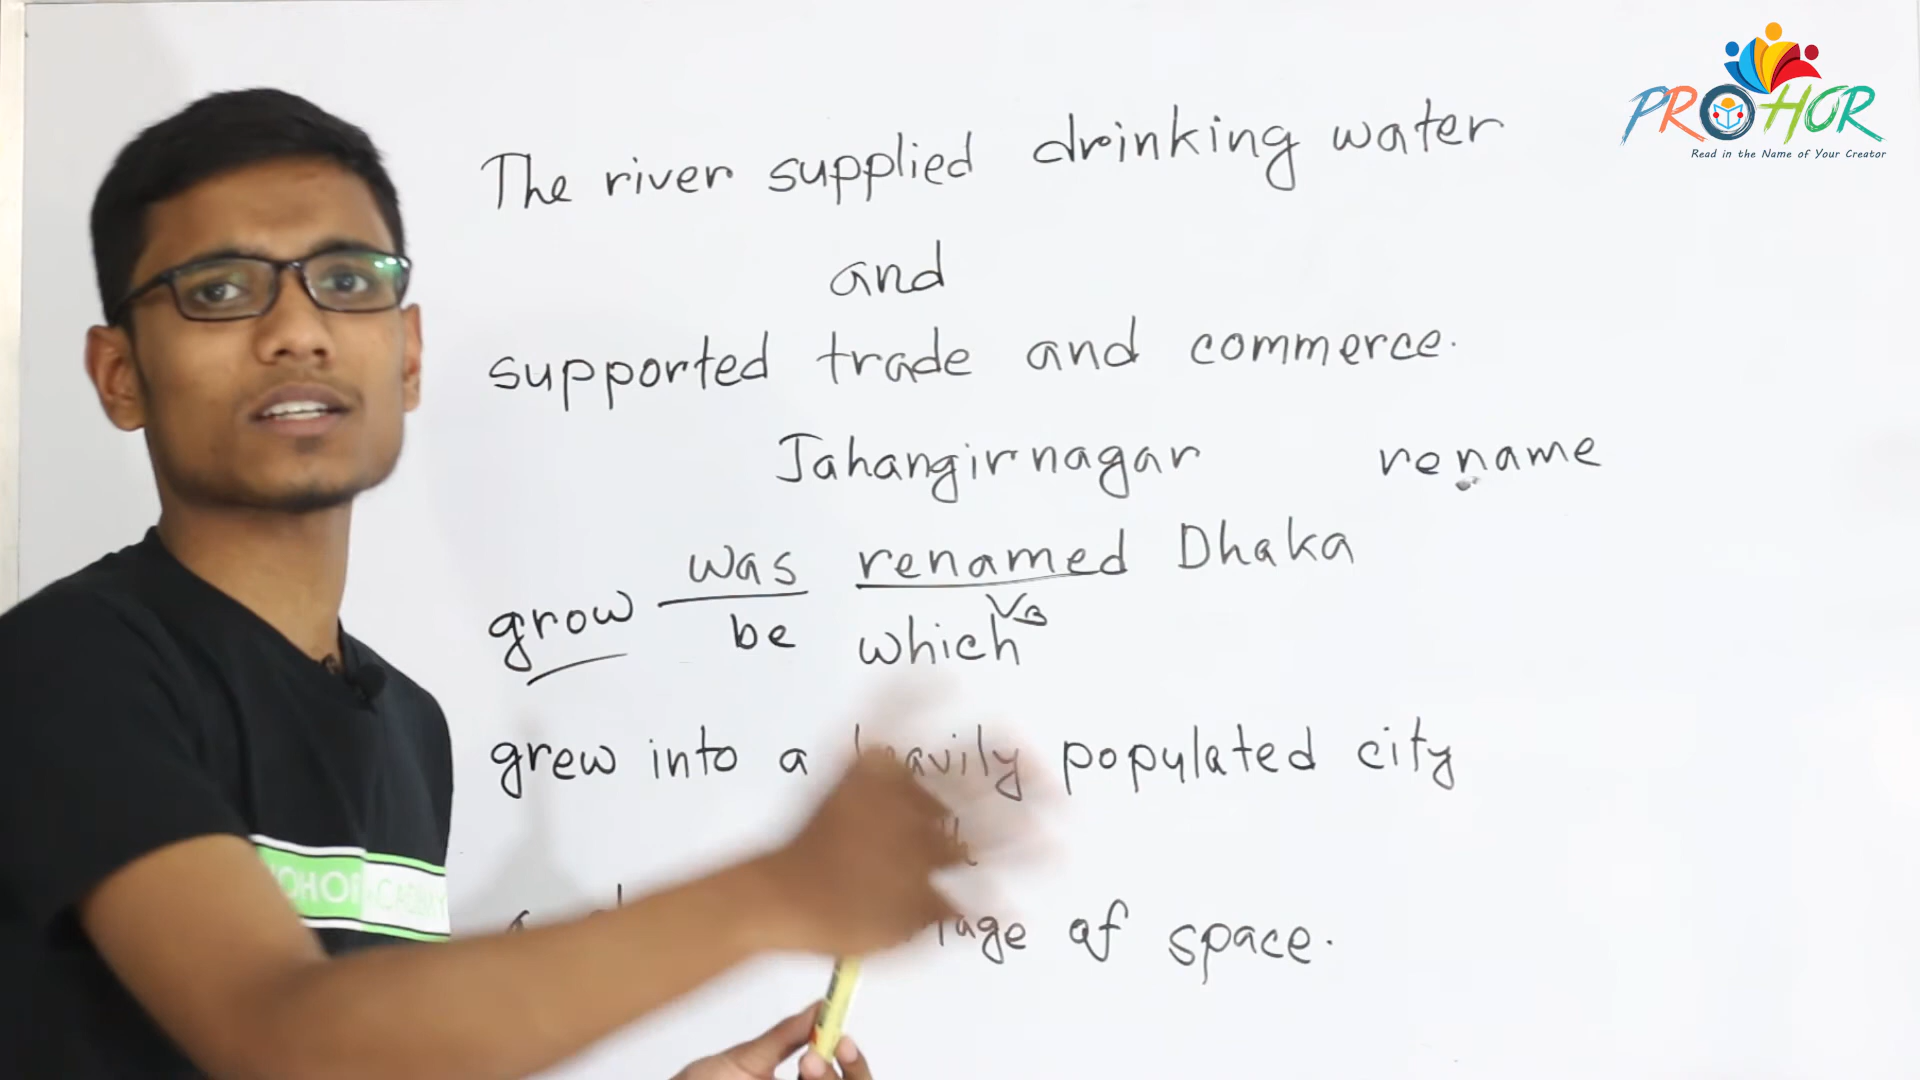 PROHOR
Read in the Name of Your Creator
The river supplied drinking water
and
supported trade and commerce.
Jahangirnagar rename
was renamed Dhaka
grow be which V3
grew into a heavily populated city
of space.